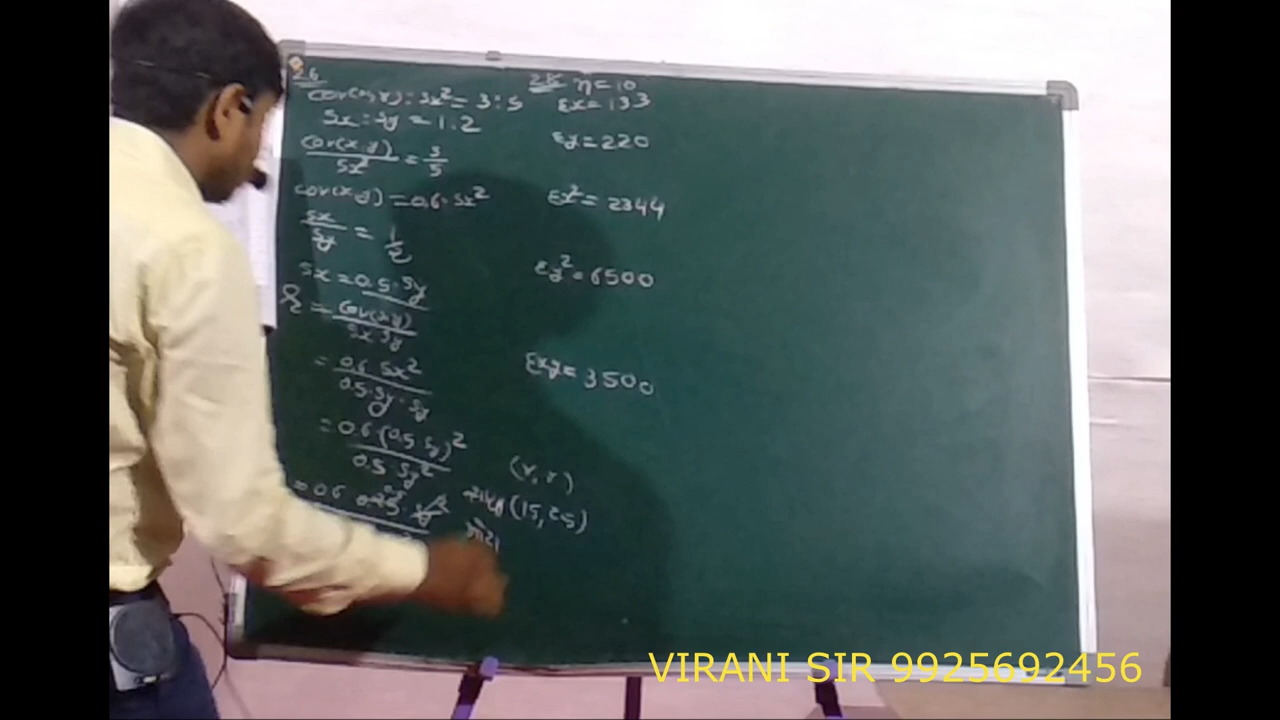 26
cov(x,y) : Sx² = 3:5
Sx : Sy = 1:2
cov(x,y) / Sx² = 3/5
cov(x,y) = 0.6·Sx²
Sx / Sy = 1/2
Sx = 0.5·Sy
r = cov(x,y) / Sx Sy
= 0.6 Sx² / 0.5·Sy·Sy
= 0.6·(0.5·Sy)² / 0.5·Sy²
= 0.6
n=10
Σx=133
Σy=220
Σx²=2344
Σy²=6500
Σxy=3500
સાચી (15,25)
ખોટા
VIRANI SIR 9925692456